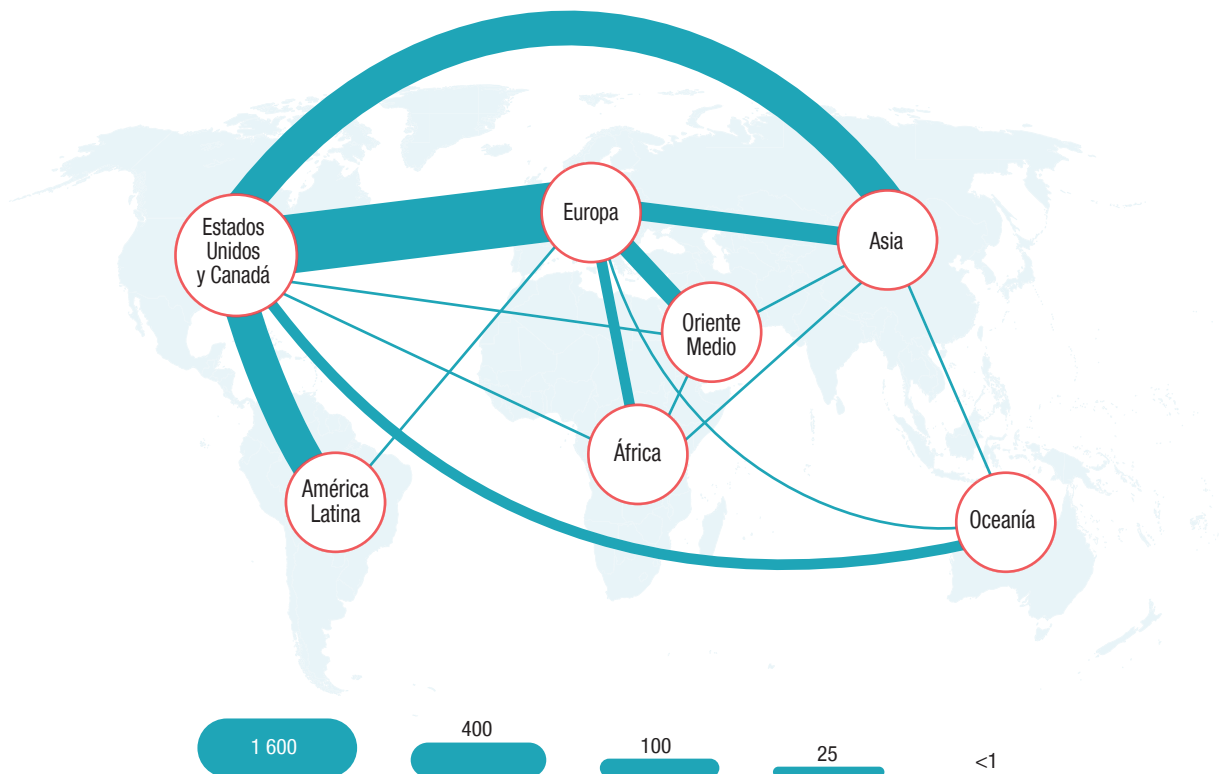 Estados
Unidos
y Canadá
Europa
Asia
Oriente
Medio
África
América
Latina
Oceanía
1 600
400
100
25
<1